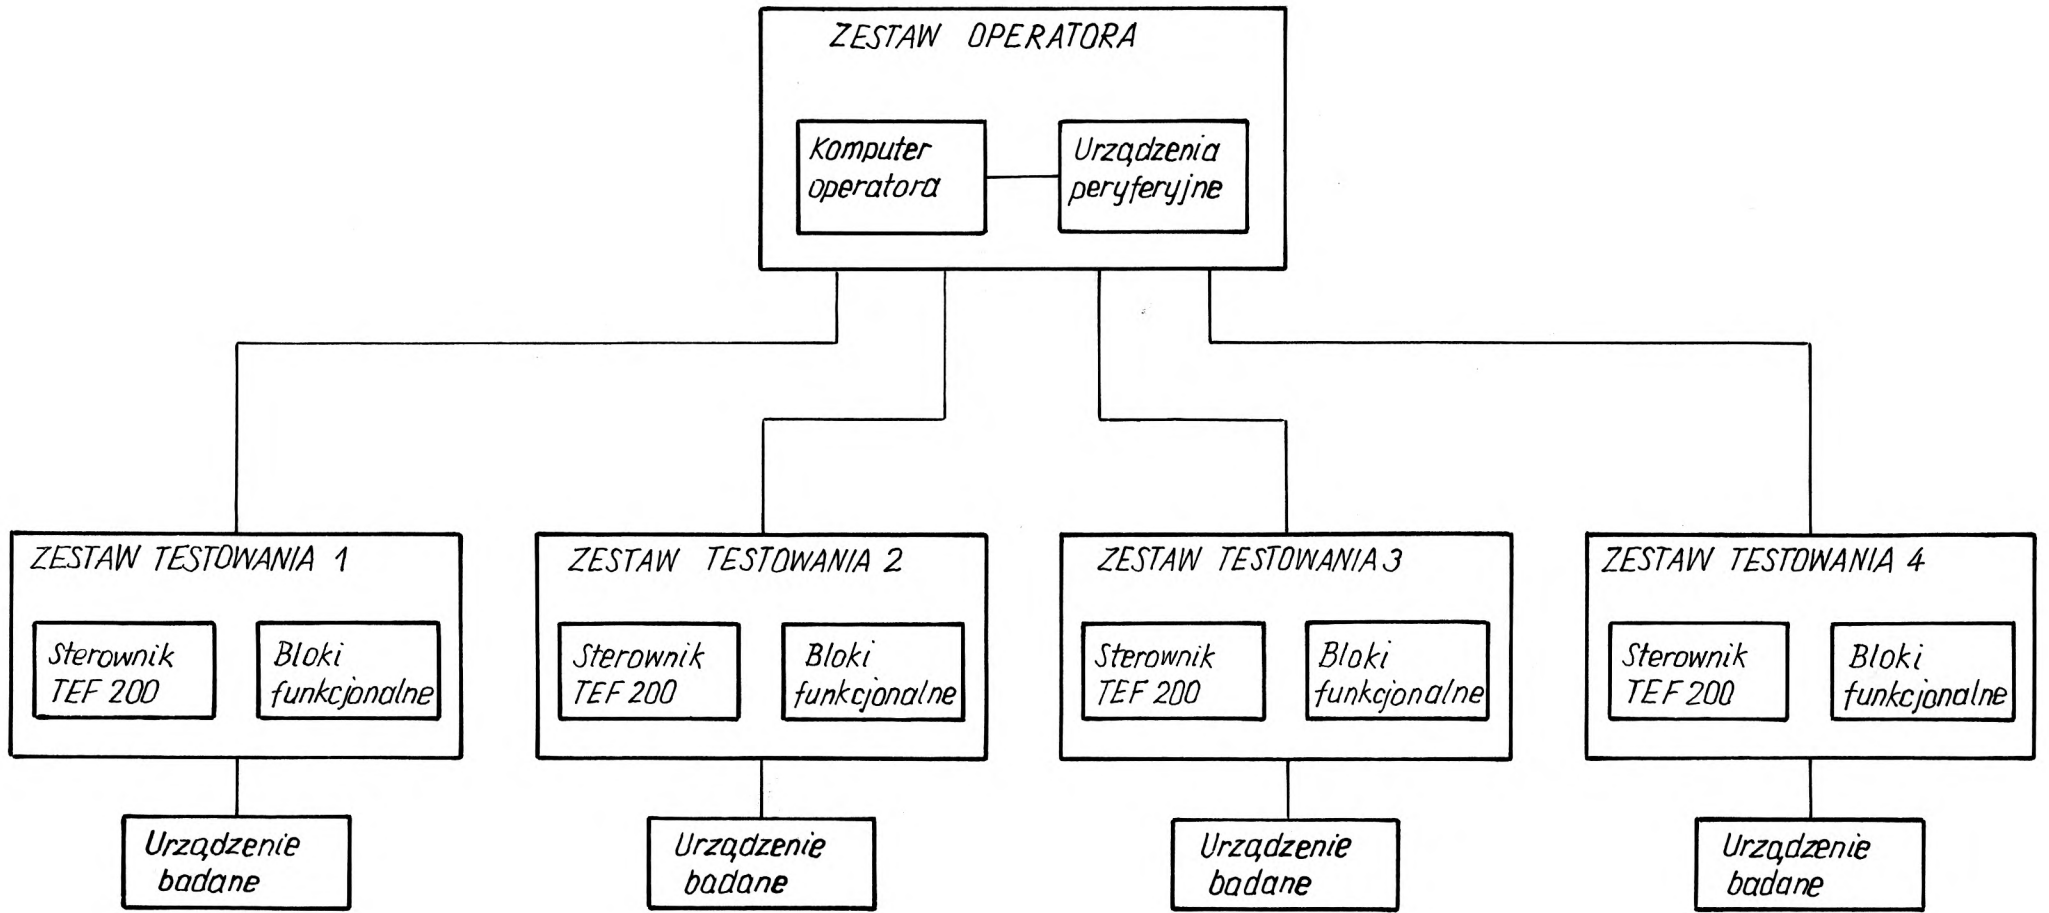 ZESTAW OPERATORA
Komputer
operatora
Urządzenia
peryferyjne
ZESTAW TESTOWANIA 1
Sterownik
TEF 200
Bloki
funkcjonalne
Urządzenie
badane
ZESTAW TESTOWANIA 2
Sterownik
TEF 200
Bloki
funkcjonalne
Urządzenie
badane
ZESTAW TESTOWANIA 3
Sterownik
TEF 200
Bloki
funkcjonalne
Urządzenie
badane
ZESTAW TESTOWANIA 4
Sterownik
TEF 200
Bloki
funkcjonalne
Urządzenie
badane